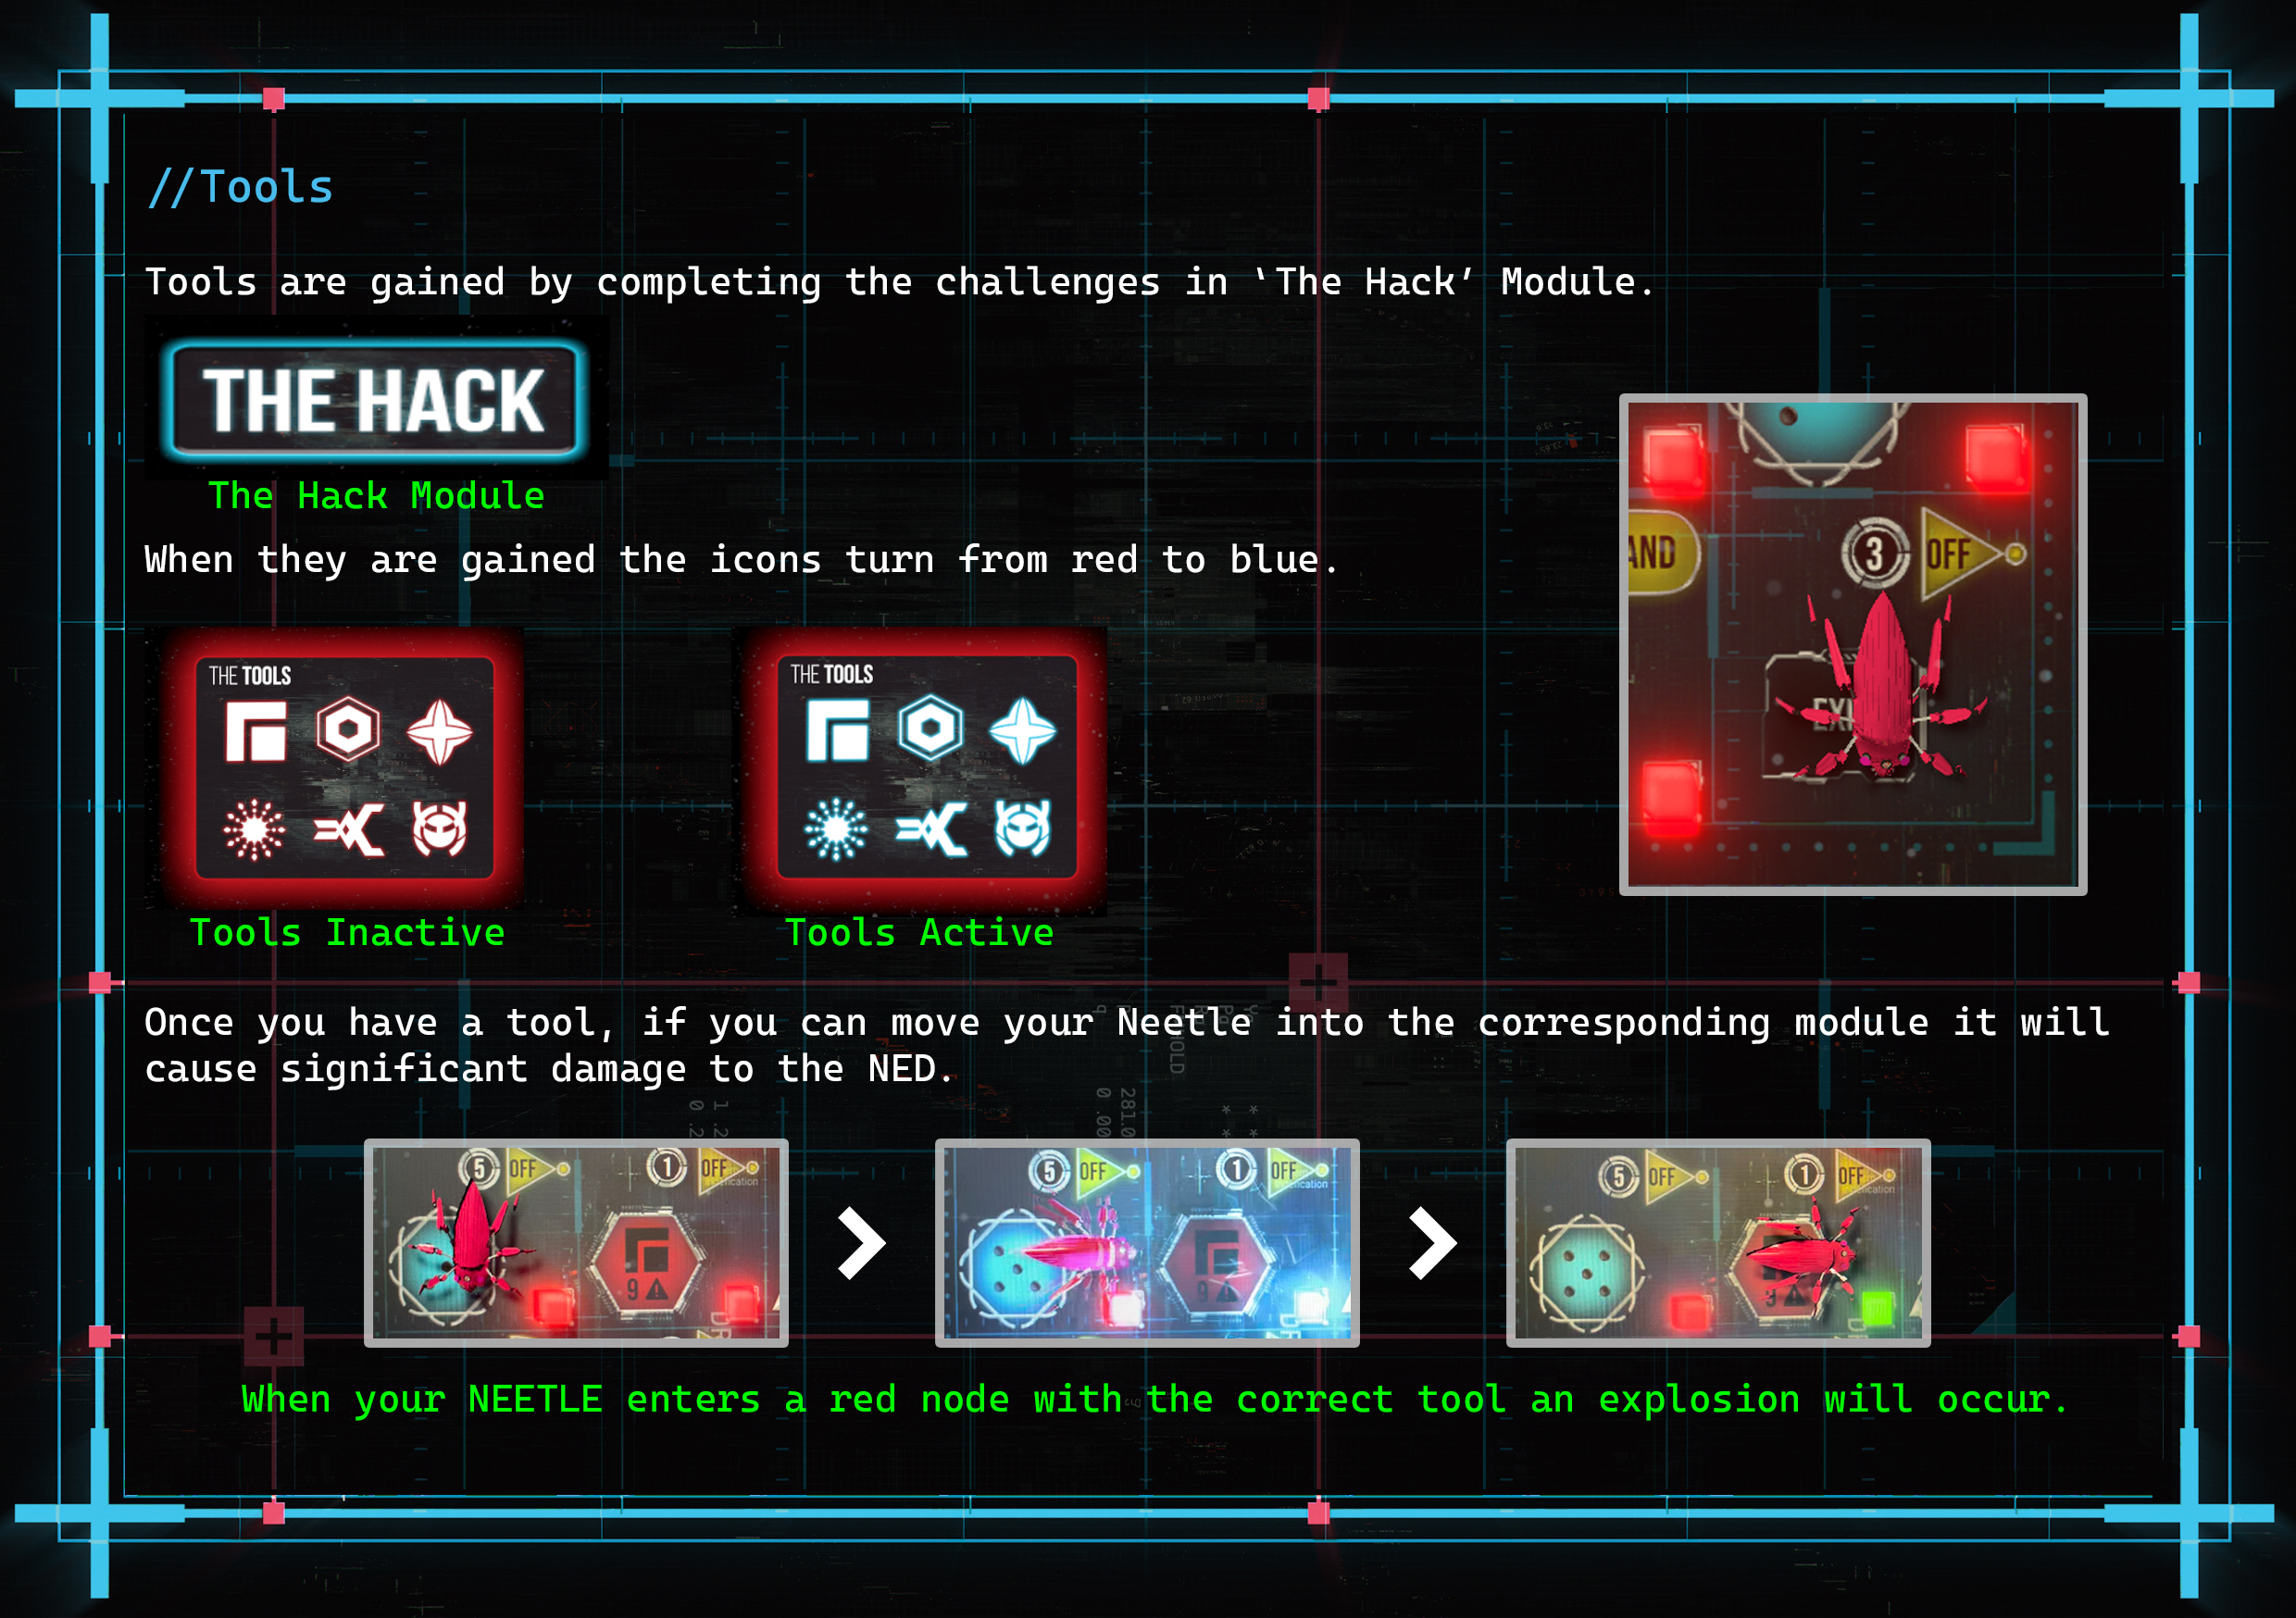 //Tools
Tools are gained by completing the challenges in ‘The Hack’ Module.
THE HACK
The Hack Module
When they are gained the icons turn from red to blue.
THE TOOLS
THE TOOLS
Tools Inactive
Tools Active
AND
3
OFF
Once you have a tool, if you can move your Neetle into the corresponding module it will
cause significant damage to the NED.
5 OFF 1 OFF
9
5 OFF 1 OFF
9
5 OFF 1 OFF
9
When your NEETLE enters a red node with the correct tool an explosion will occur.